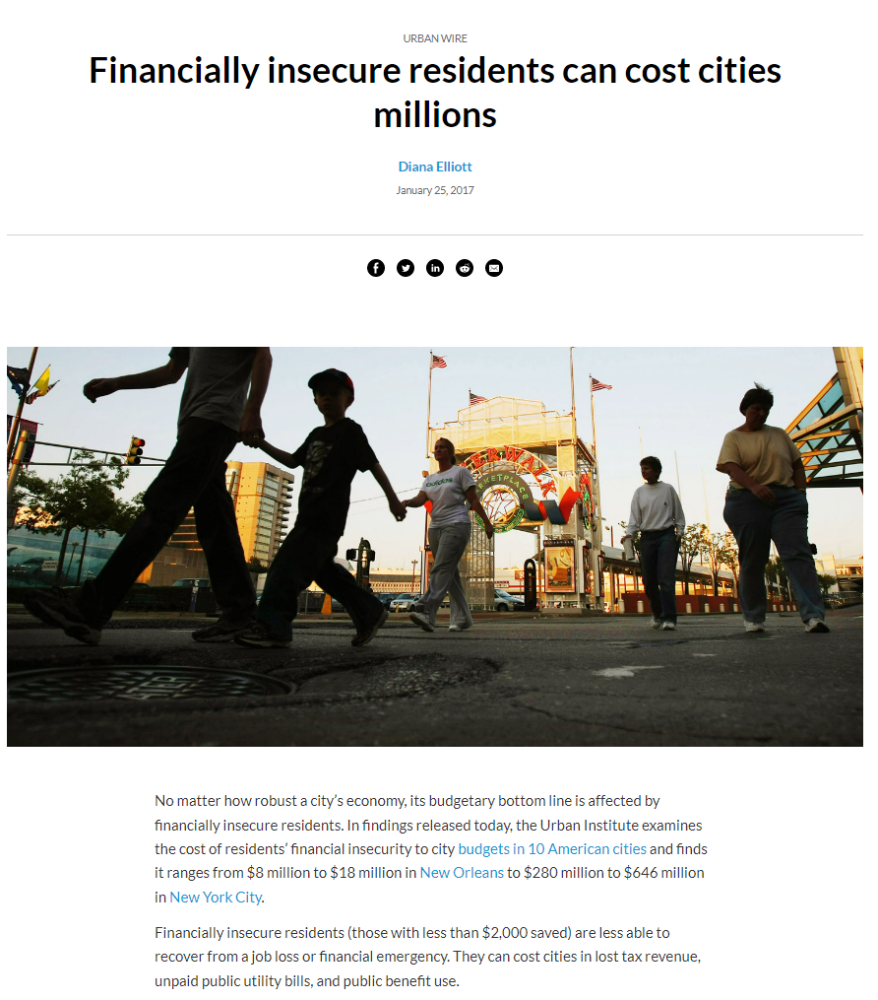 URBAN WIRE
Financially insecure residents can cost cities
millions
Diana Elliott
January 25, 2017
ERWALK
MARKETPLACE
No matter how robust a city’s economy, its budgetary bottom line is affected by
financially insecure residents. In findings released today, the Urban Institute examines
the cost of residents’ financial insecurity to city budgets in 10 American cities and finds
it ranges from $8 million to $18 million in New Orleans to $280 million to $646 million
in New York City.
Financially insecure residents (those with less than $2,000 saved) are less able to
recover from a job loss or financial emergency. They can cost cities in lost tax revenue,
unpaid public utility bills, and public benefit use.